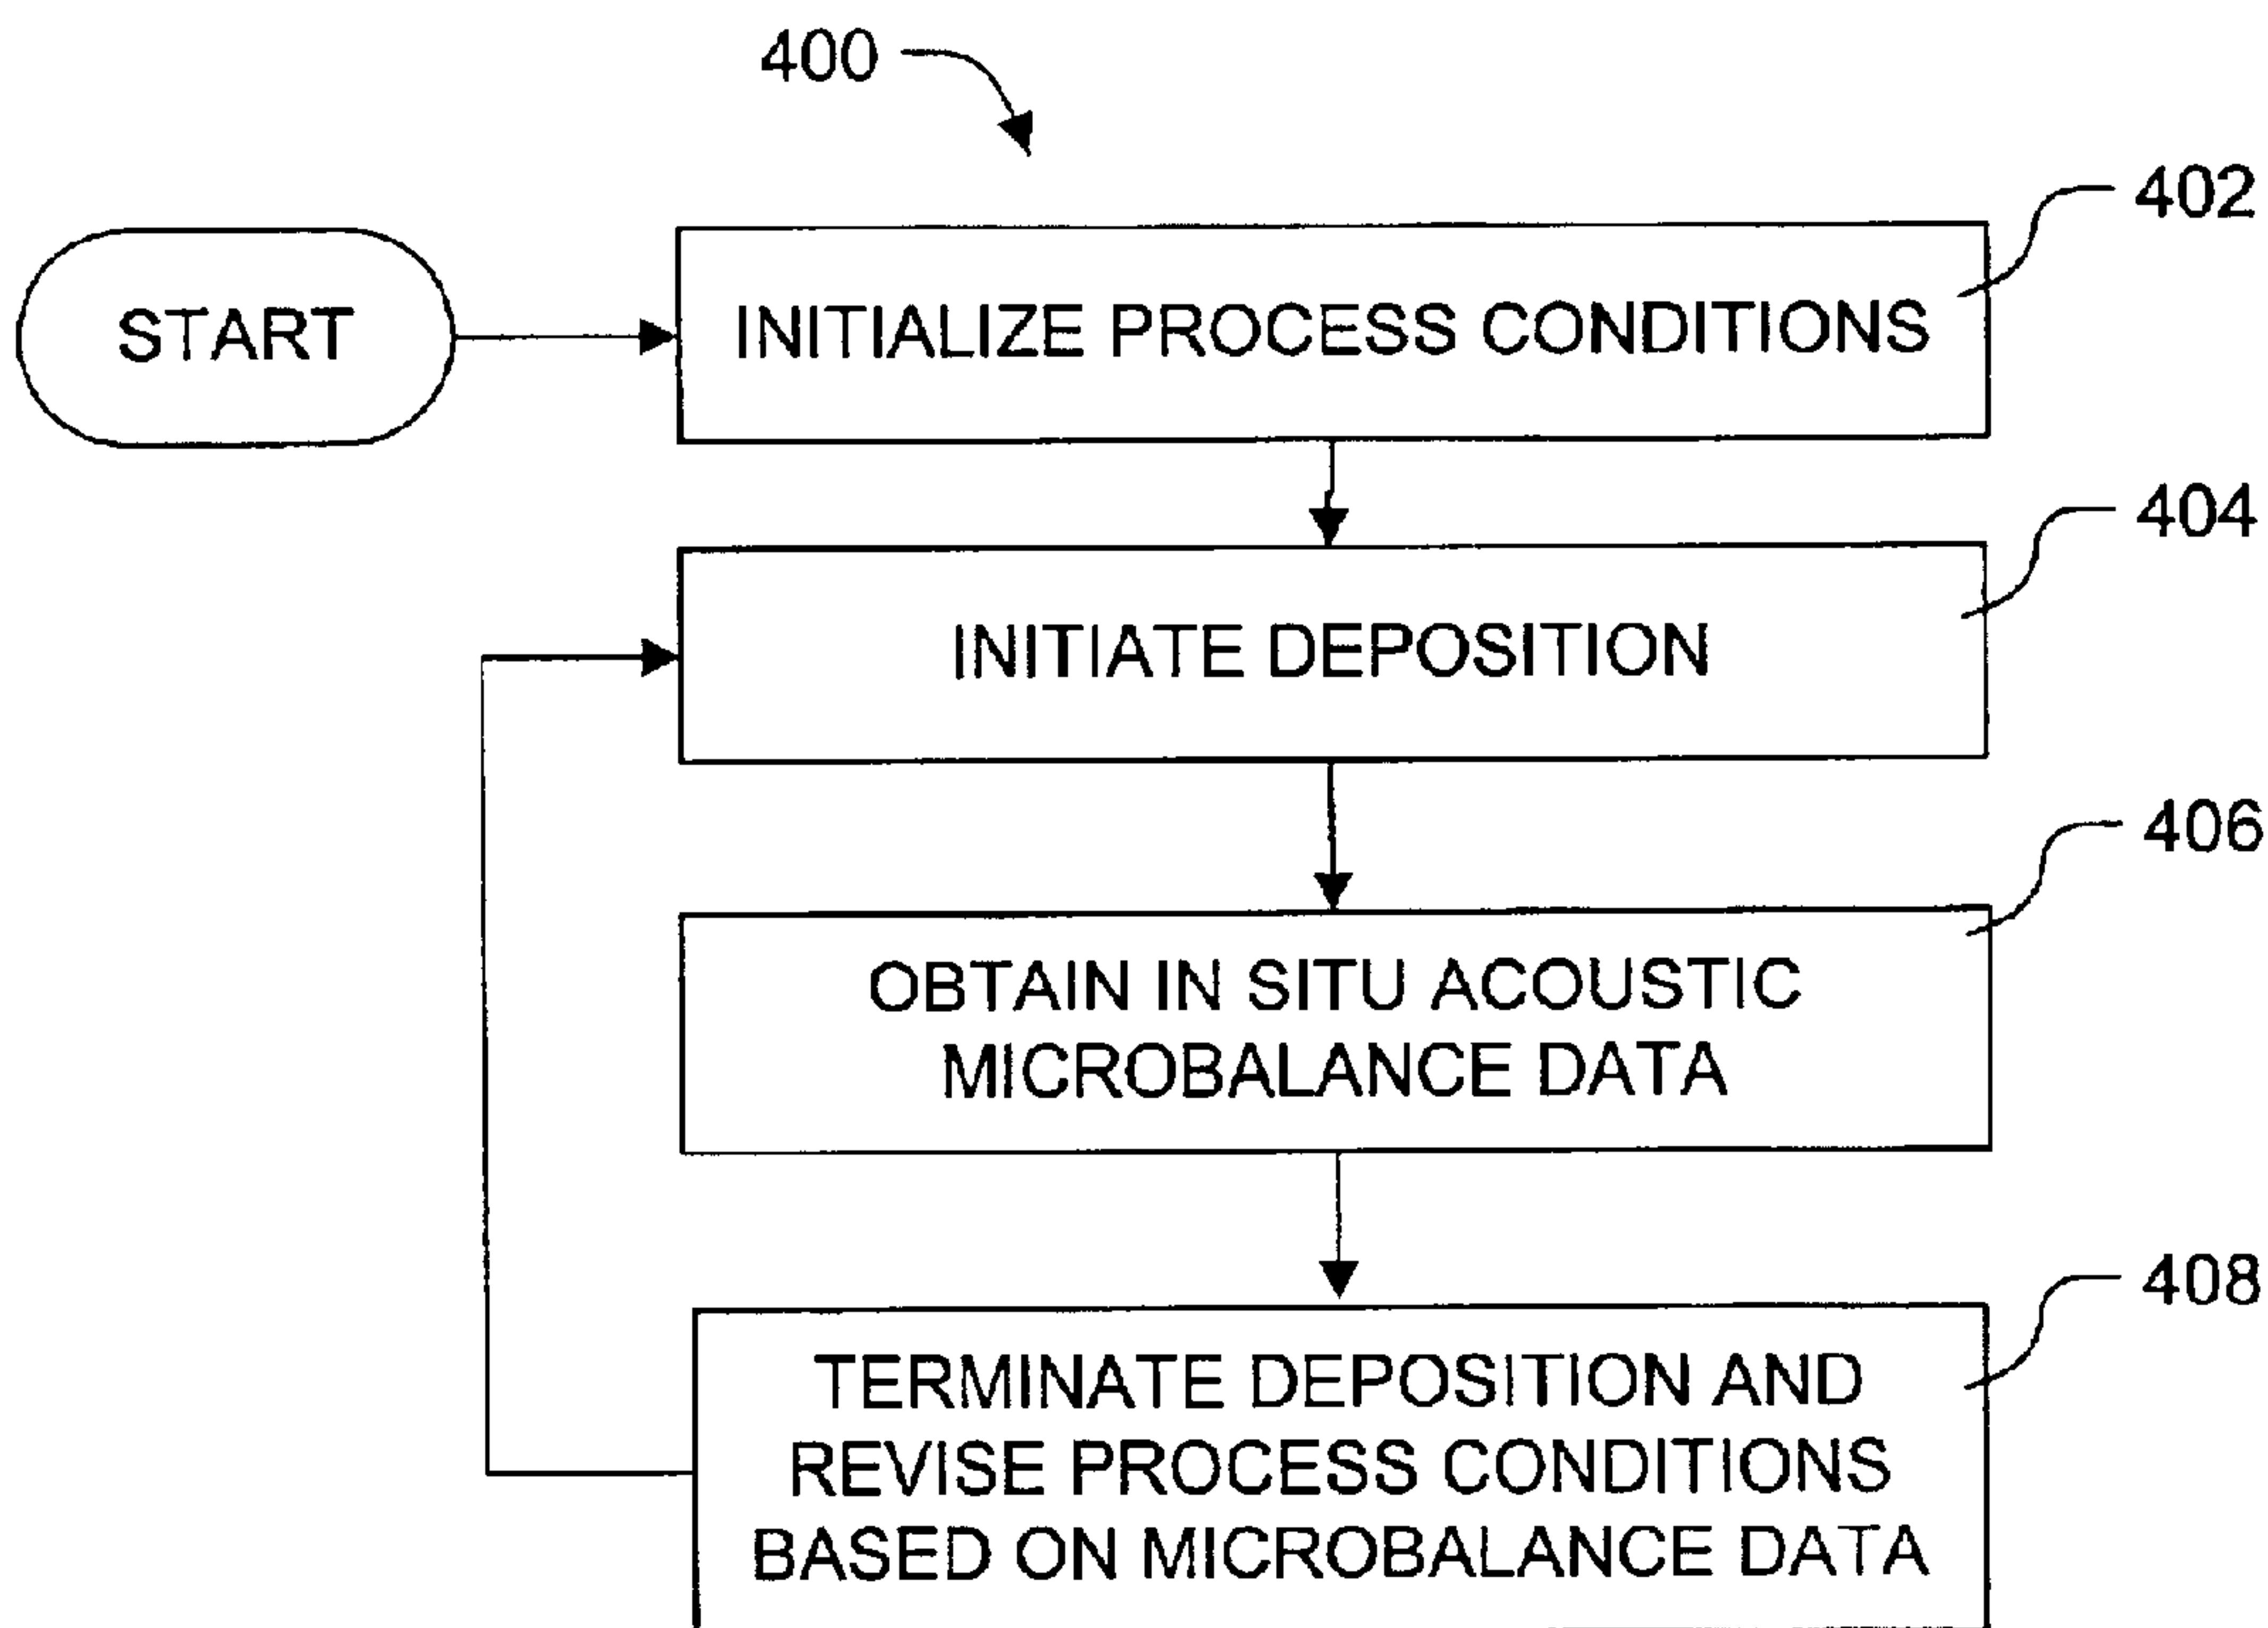 400
402
START
INITIALIZE PROCESS CONDITIONS
404
INITIATE DEPOSITION
406
OBTAIN IN SITU ACOUSTIC
MICROBALANCE DATA
408
TERMINATE DEPOSITION AND
REVISE PROCESS CONDITIONS
BASED ON MICROBALANCE DATA